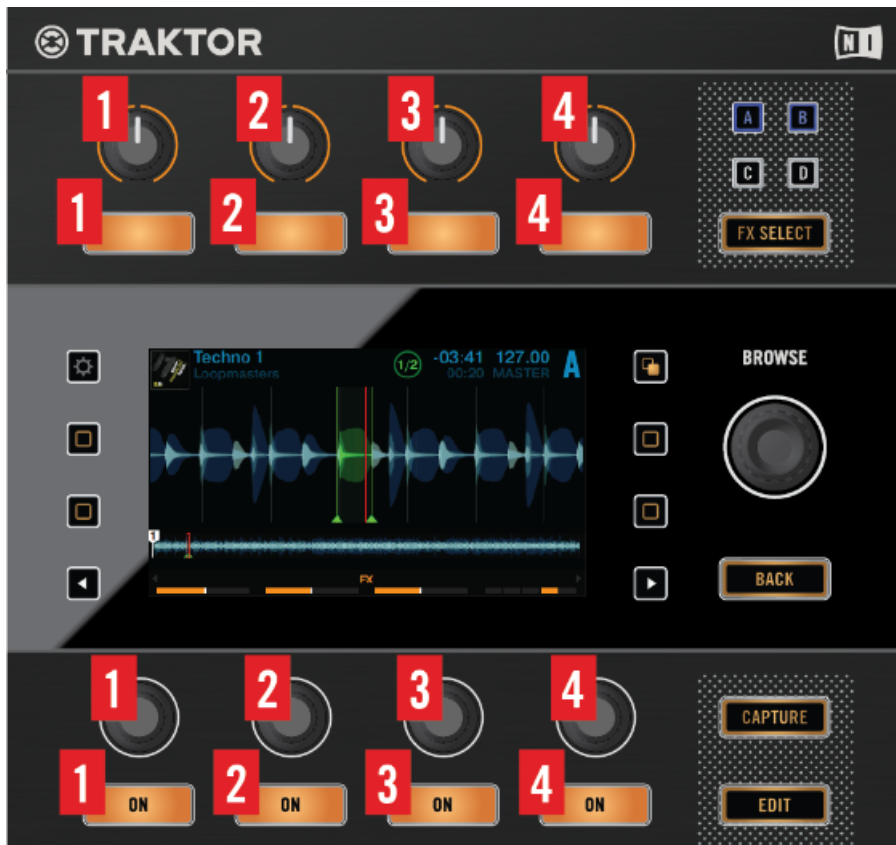 TRAKTOR
NI
1 2 3 4
A B
1 2 3 4
C D
FX SELECT
Techno 1 1/2 -03:41 127.00 A
Loopmasters 00:20 MASTER
BROWSE
1
FX
BACK
1 2 3 4
CAPTURE
1 ON 2 ON 3 ON 4 ON
EDIT